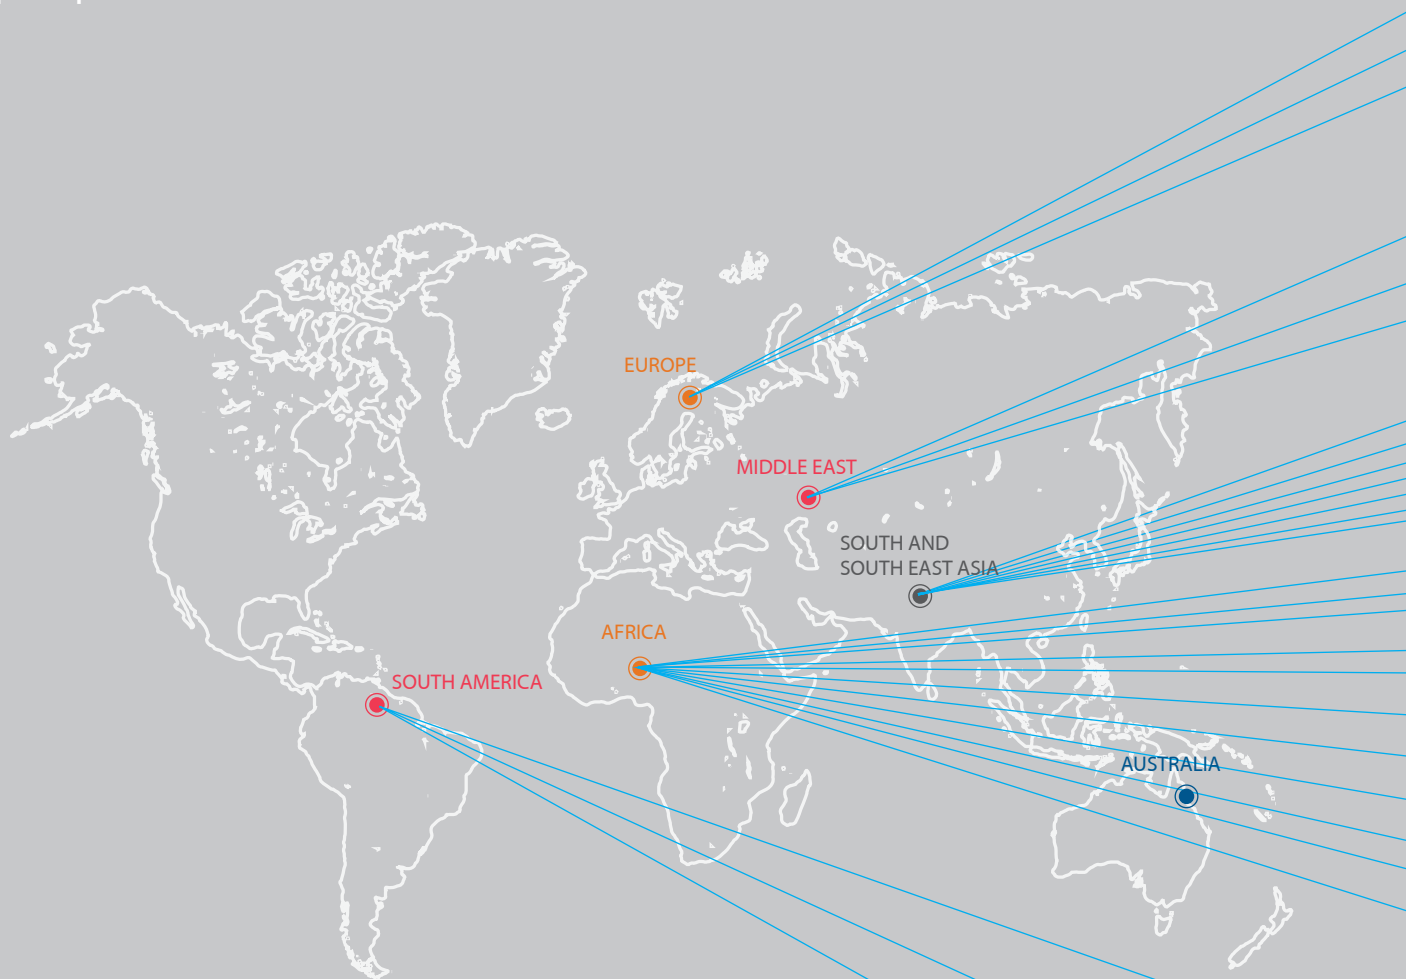 EUROPE
MIDDLE EAST
SOUTH AND
SOUTH EAST ASIA
AFRICA
SOUTH AMERICA
AUSTRALIA